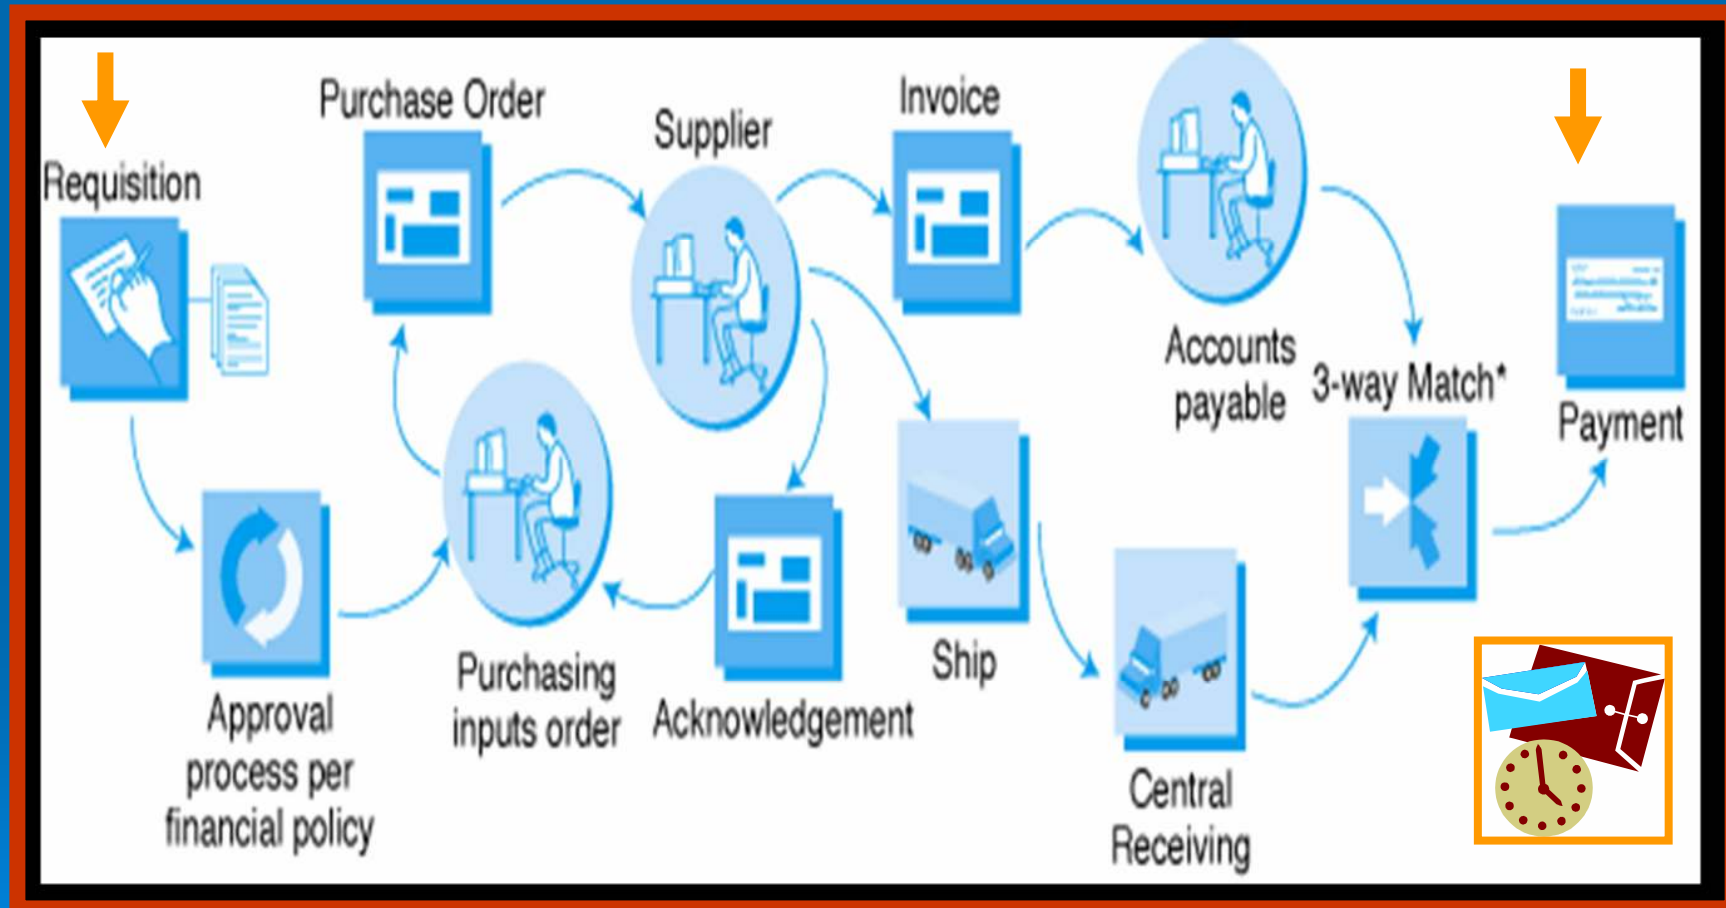 Requisition
Approval
process per
financial policy
Purchasing
inputs order
Purchase Order
Supplier
Acknowledgement
Invoice
Ship
Accounts
payable
Central
Receiving
3-way Match*
Payment